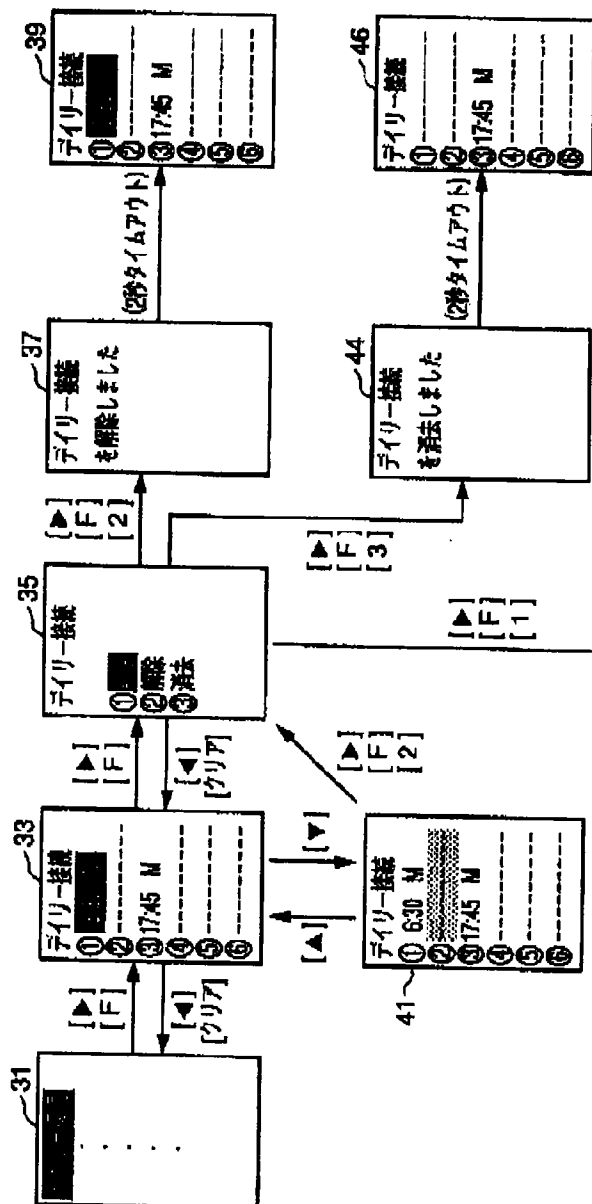 31
[▶]
[F]
[◀]
[クリア]
33
デイリー接続
①
②
③17:45 M
④
⑤
⑥
[▶]
[F]
[◀]
[クリア]
[▲]
[▼]
41
デイリー接続
① 6:30 M
②
③17:45 M
④
⑤
⑥
[▶]
[F]
[2]
35
デイリー接続
①
②解除
③消去
[▶]
[F]
[2]
[▶]
[F]
[3]
[▶]
[F]
[1]
37
デイリー接続
を解除しました
(2秒タイムアウト)
39
デイリー接続
①
②
③17:45 M
④
⑤
⑥
44
デイリー接続
を消去しました
(2秒タイムアウト)
46
デイリー接続
①
②
③17:45 M
④
⑤
⑥